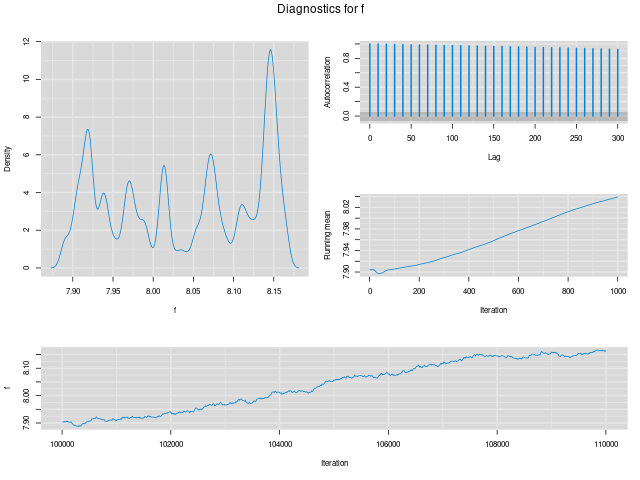 Diagnostics for f
Density
12
10
8
6
4
2
0
7.90 7.95 8.00 8.05 8.10 8.15
f
Autocorrelation
0.8
0.4
0.0
0 50 100 150 200 250 300
Lag
Running mean
8.02
7.98
7.94
7.90
0 200 400 600 800 1000
Iteration
f
8.10
8.00
7.90
100000 102000 104000 106000 108000 110000
Iteration